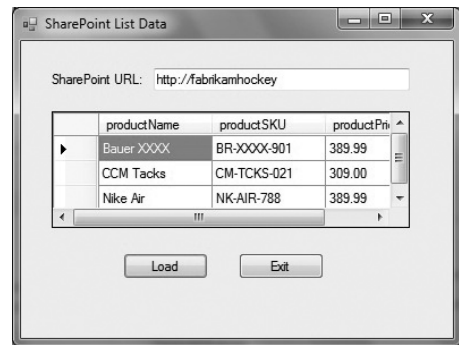 SharePoint List Data
SharePoint URL: http://fabrikamhockey
productName productSKU productPri
Bauer XXXX BR-XXXX-901 389.99
CCM Tacks CM-TCKS-021 309.00
Nike Air NK-AIR-788 389.99
Load Exit